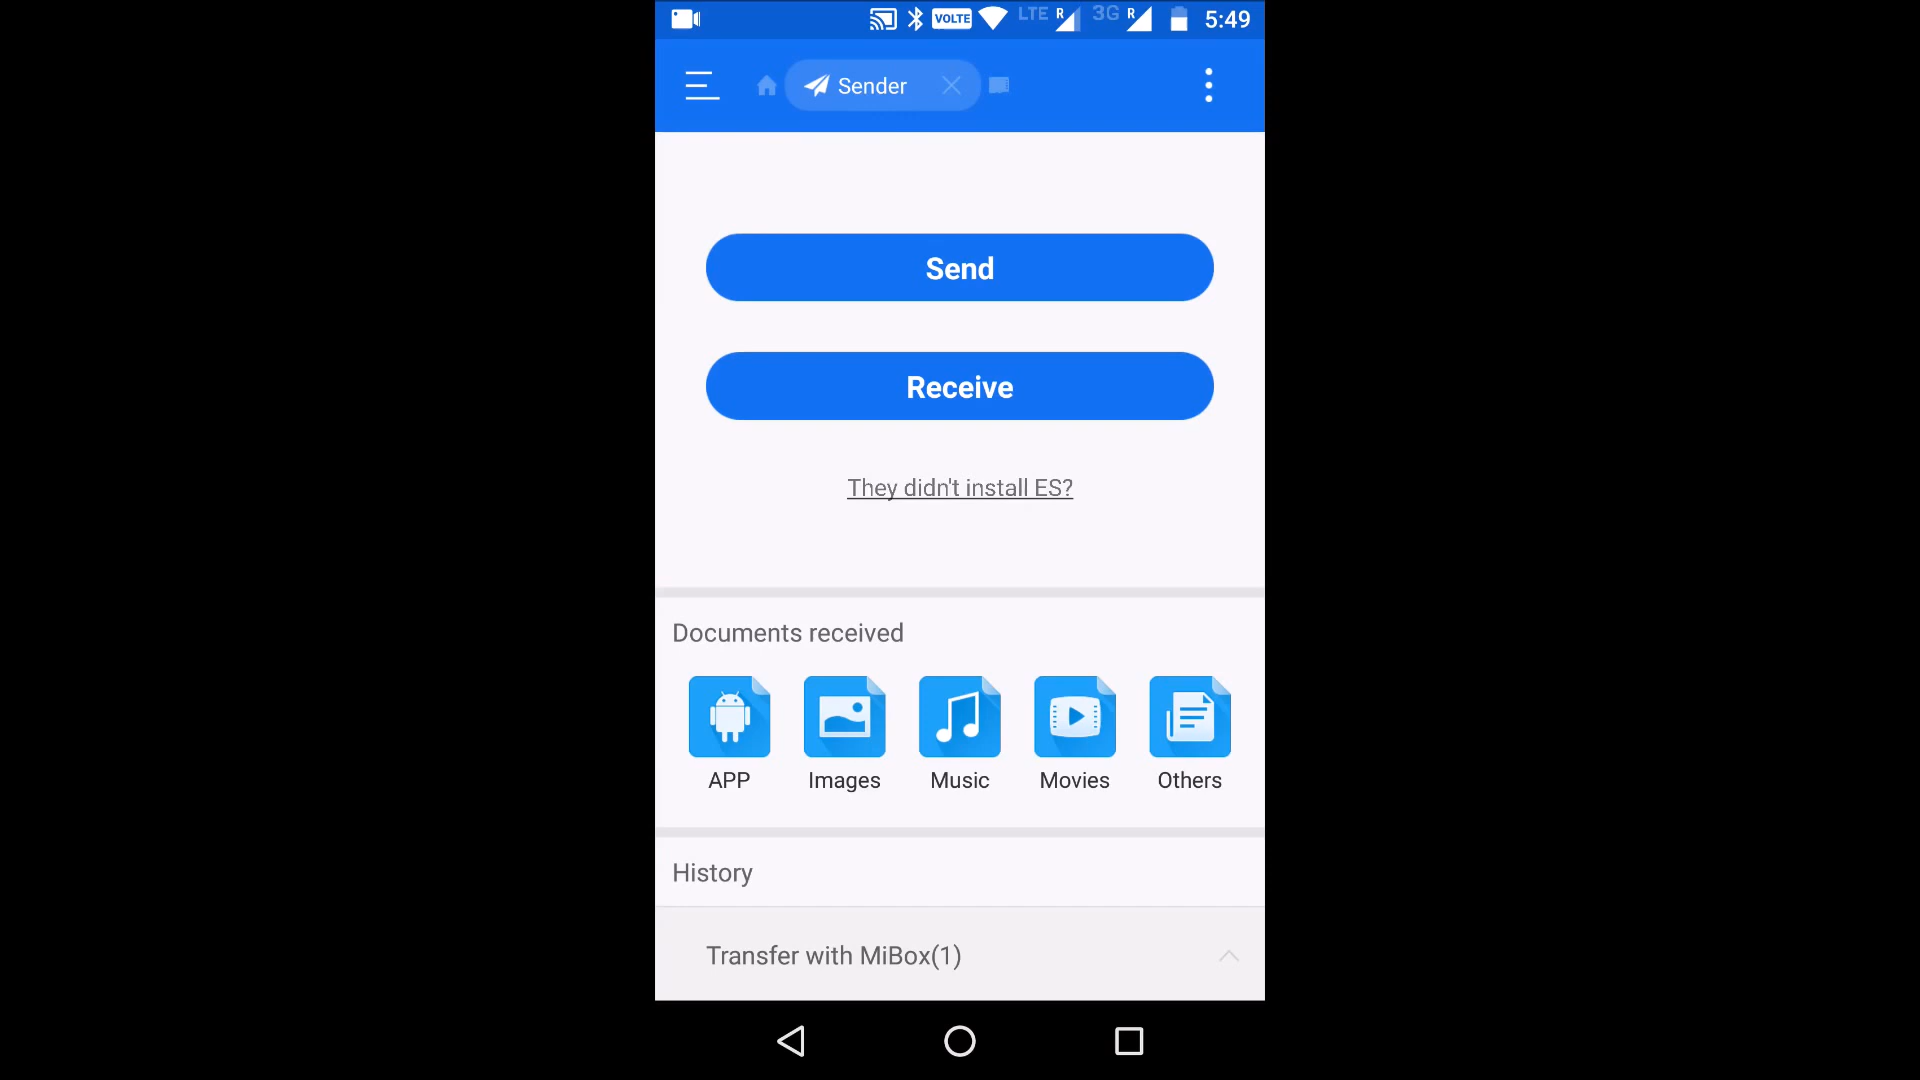 VOLTE LTE R 3G R 5:49
Sender
Send
Receive
They didn't install ES?
Documents received
APP Images Music Movies Others
History
Transfer with MiBox(1)